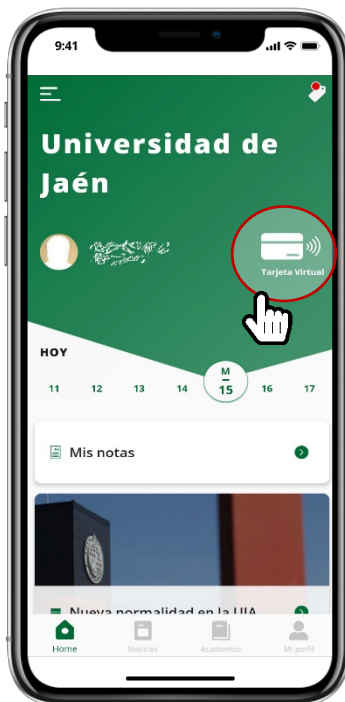 9:41
Universidad de
Jaén
Tarjeta Virtual
HOY
M
11 12 13 14 15 16 17
Mis notas
Nueva normalidad en la UJA
Home Noticias Académico Mi perfil